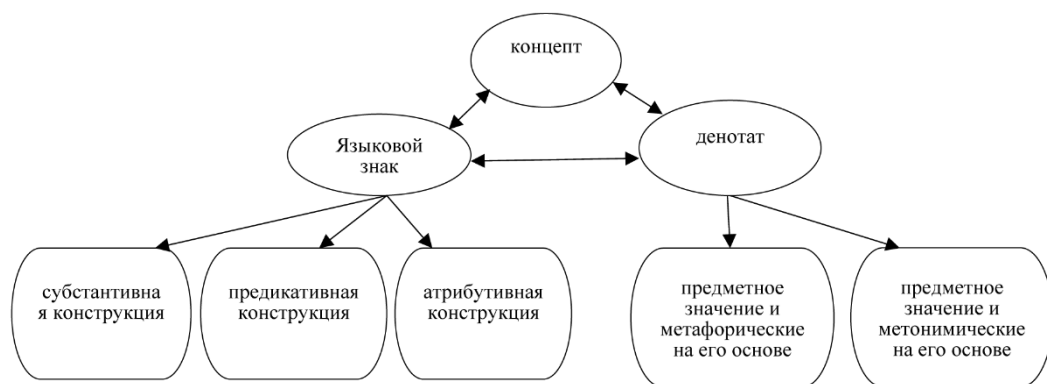 концепт
Языковой
знак
денотат
субстантивна
я конструкция
предикативная
конструкция
атрибутивная
конструкция
предметное
значение и
метафорические
на его основе
предметное
значение и
метонимические
на его основе